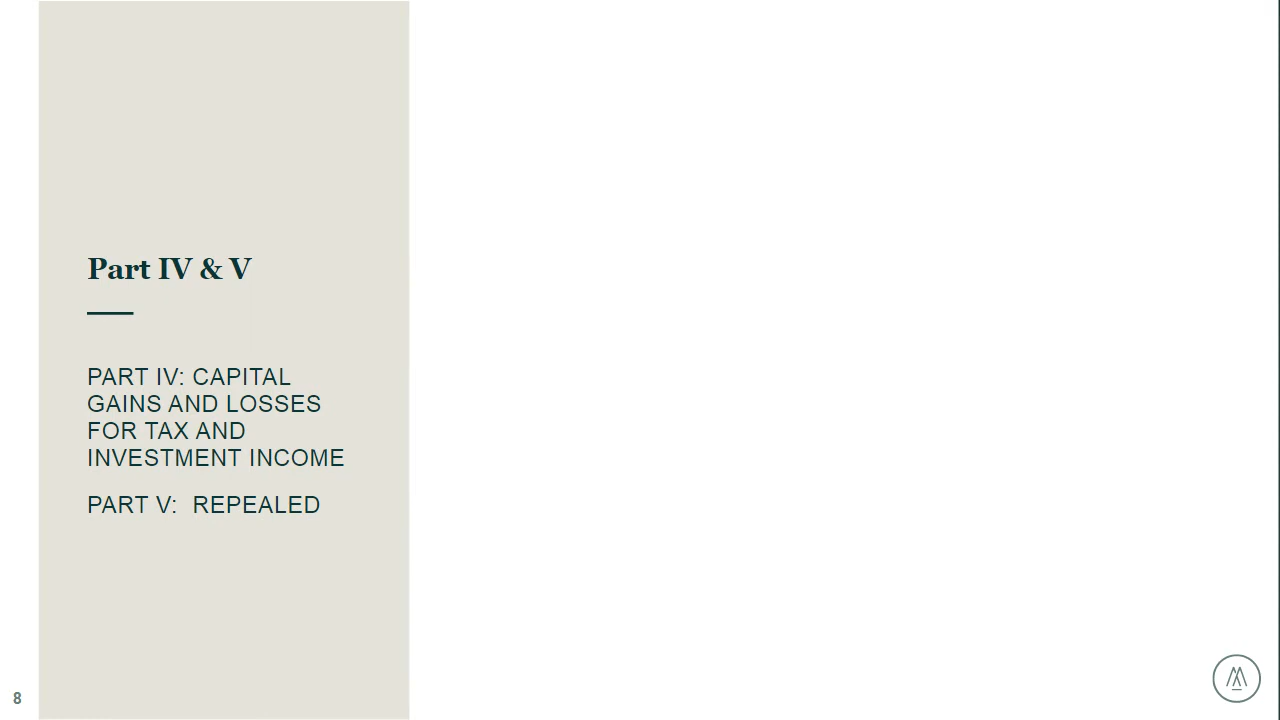 Part IV & V
PART IV: CAPITAL
GAINS AND LOSSES
FOR TAX AND
INVESTMENT INCOME
PART V:  REPEALED
8